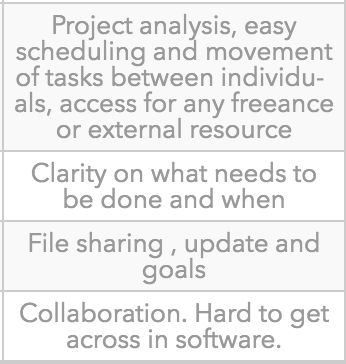 Project analysis, easy
scheduling and movement
of tasks between individu-
als, access for any freeance
or external resource
Clarity on what needs to
be done and when
File sharing , update and
goals
Collaboration. Hard to get
across in software.